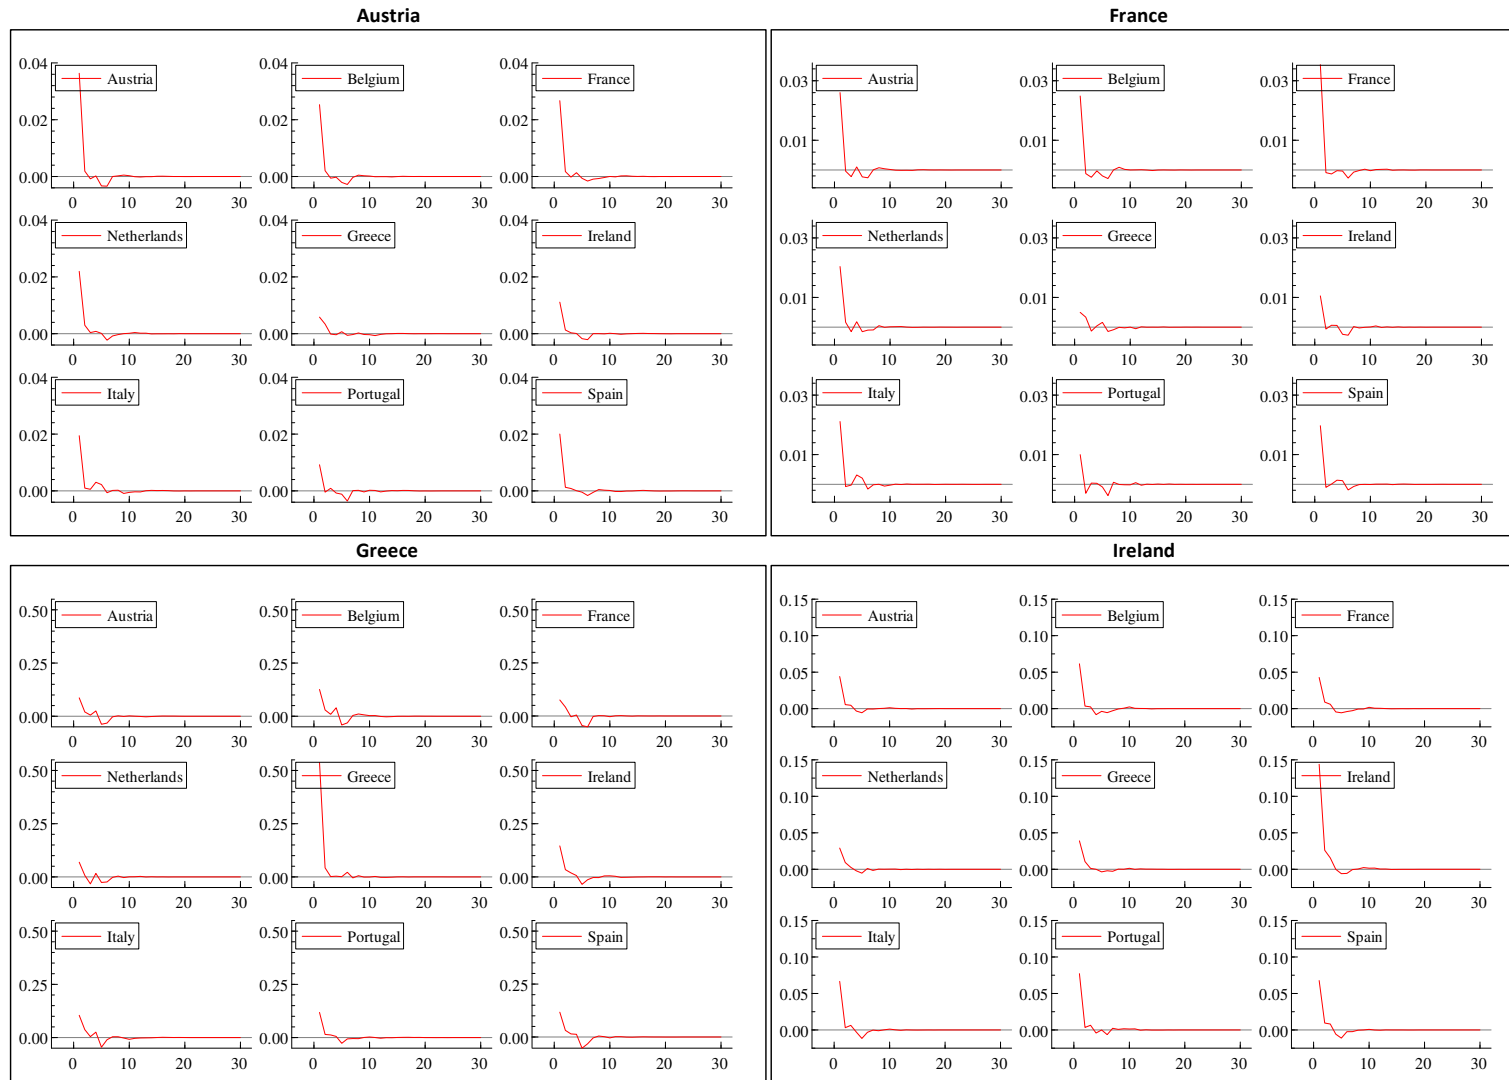 Austria France
0.04 Austria 0.04 Belgium 0.04 France
0.02 0.02 0.02
0.00 0.00 0.00
0 10 20 30 0 10 20 30 0 10 20 30
0.04 Netherlands 0.04 Greece 0.04 Ireland
0.02 0.02 0.02
0.00 0.00 0.00
0 10 20 30 0 10 20 30 0 10 20 30
0.04 Italy 0.04 Portugal 0.04 Spain
0.02 0.02 0.02
0.00 0.00 0.00
0 10 20 30 0 10 20 30 0 10 20 30
0.03 Austria 0.03 Belgium 0.03 France
0.01 0.01 0.01
0 10 20 30 0 10 20 30 0 10 20 30
0.03 Netherlands 0.03 Greece 0.03 Ireland
0.01 0.01 0.01
0 10 20 30 0 10 20 30 0 10 20 30
0.03 Italy 0.03 Portugal 0.03 Spain
0.01 0.01 0.01
0 10 20 30 0 10 20 30 0 10 20 30
Greece Ireland
0.50 Austria 0.50 Belgium 0.50 France
0.25 0.25 0.25
0.00 0.00 0.00
0 10 20 30 0 10 20 30 0 10 20 30
0.50 Netherlands 0.50 Greece 0.50 Ireland
0.25 0.25 0.25
0.00 0.00 0.00
0 10 20 30 0 10 20 30 0 10 20 30
0.50 Italy 0.50 Portugal 0.50 Spain
0.25 0.25 0.25
0.00 0.00 0.00
0 10 20 30 0 10 20 30 0 10 20 30
0.15 0.15 0.15
Austria Belgium France
0.10 0.10 0.10
0.05 0.05 0.05
0.00 0.00 0.00
0 10 20 30 0 10 20 30 0 10 20 30
0.15 0.15 0.15
Netherlands Greece Ireland
0.10 0.10 0.10
0.05 0.05 0.05
0.00 0.00 0.00
0 10 20 30 0 10 20 30 0 10 20 30
0.15 0.15 0.15
Italy Portugal Spain
0.10 0.10 0.10
0.05 0.05 0.05
0.00 0.00 0.00
0 10 20 30 0 10 20 30 0 10 20 30